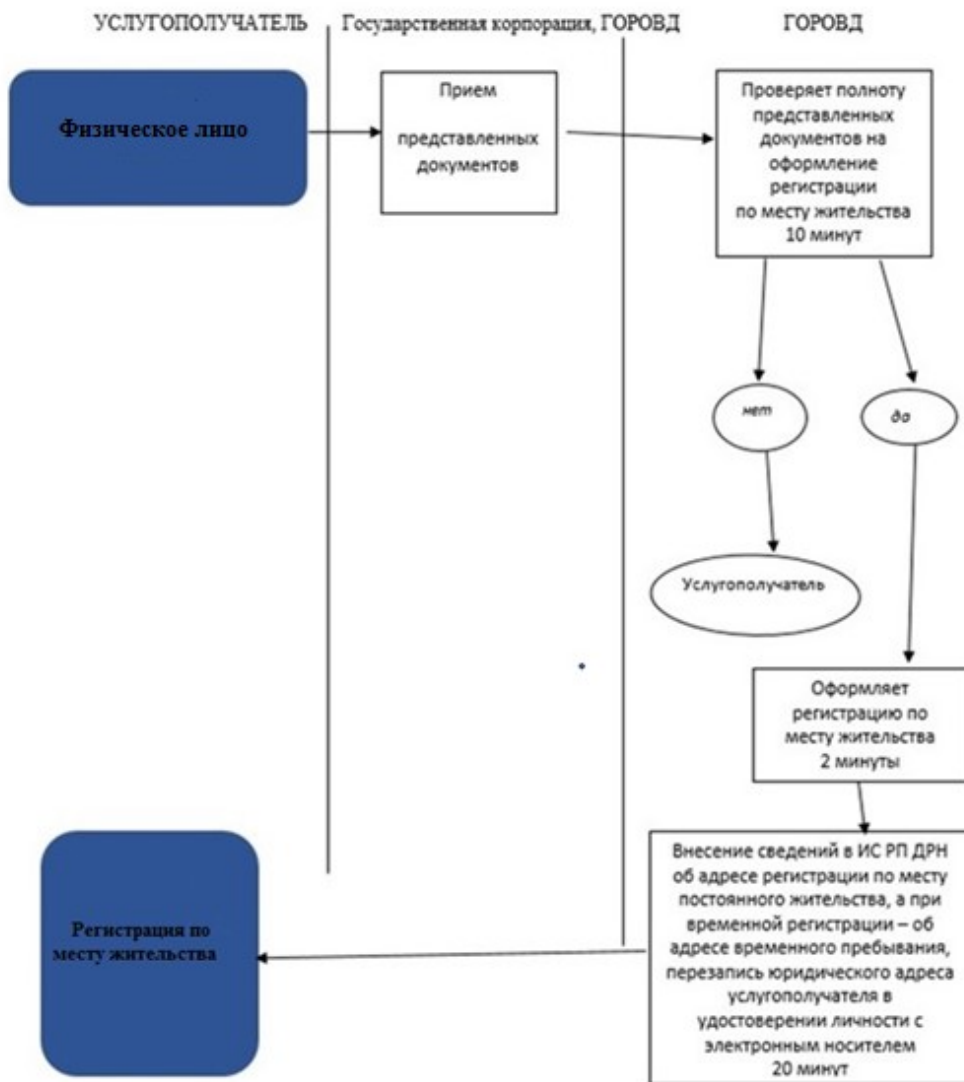 УСЛУГОПОЛУЧАТЕЛЬ
Государственная корпорация, ГОРОВД
ГОРОВД
Физическое лицо
Прием
представленных
документов
Проверяет полноту
представленных
документов на
оформление
регистрации
по месту жительства
10 минут
нет
да
Услугополучатель
Оформляет
регистрацию по
месту жительства
2 минуты
Внесение сведений в ИС РП ДРН
об адресе регистрации по месту
постоянного жительства, а при
временной регистрации – об
адресе временного пребывания,
перезапись юридического адреса
услугополучателя в
удостоверении личности с
электронным носителем
20 минут
Регистрация по
месту жительства